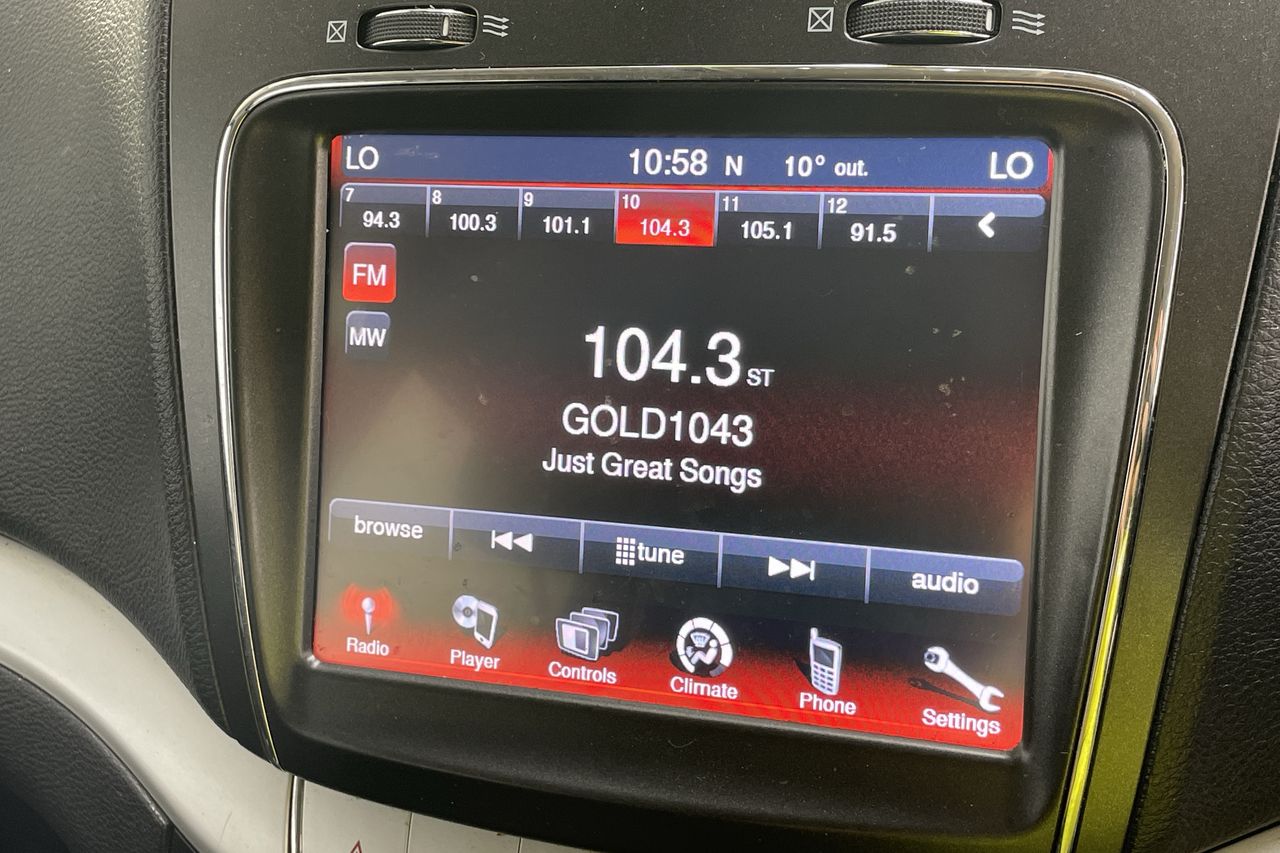 LO 10:58 N 10° out. LO
7 8 9 10 11 12
94.3 100.3 101.1 104.3 105.1 91.5
FM
MW
104.3 ST
GOLD1043
Just Great Songs
browse tune audio
Radio Player Controls Climate Phone Settings